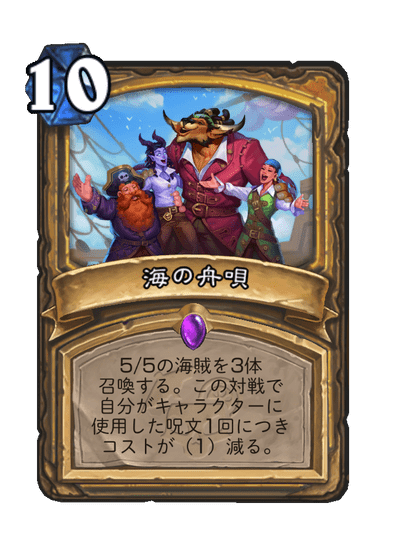 10
海の舟唄
5/5の海賊を3体
召喚する。この対戦で
自分がキャラクターに
使用した呪文1回につき
コストが（1）減る。